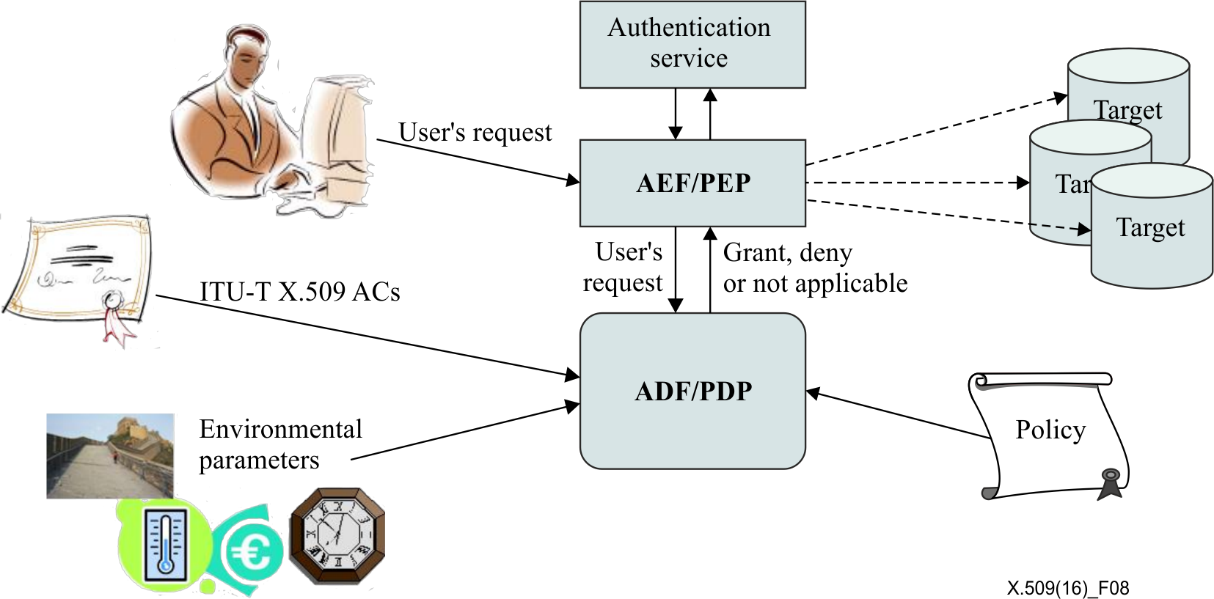 Authentication
service
Target
User's request
AEF/PEP
Tar
Target
User's
request
Grant, deny
or not applicable
ITU-T X.509 ACs
ADF/PDP
Environmental
parameters
Policy
X.509(16)_F08